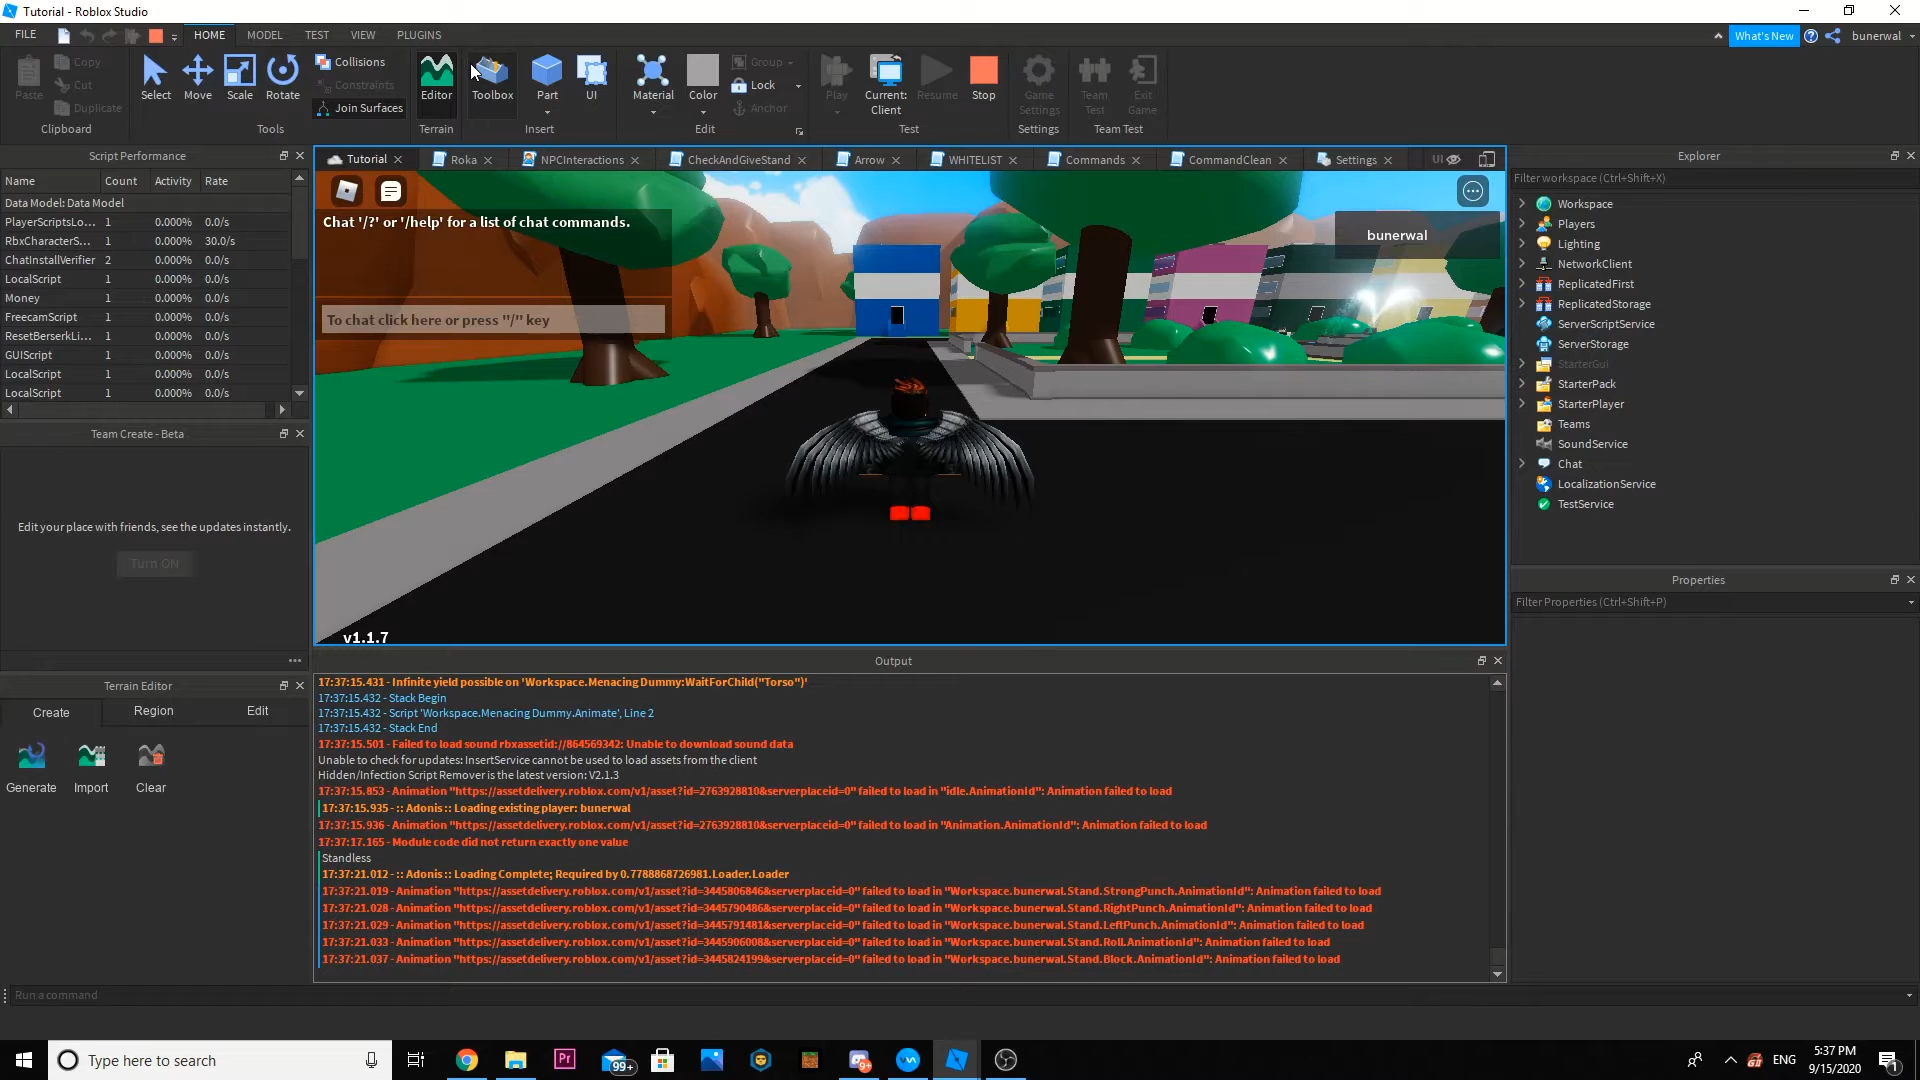 Tutorial - Roblox Studio
FILE HOME MODEL TEST VIEW PLUGINS What's New bunerwal
Paste Copy Cut Duplicate
Select Move Scale Rotate
Collisions
Constraints
Join Surfaces
Editor Toolbox Part UI
Material Color Group Lock Anchor
Play Current: Client Resume Stop
Game Settings Team Test Exit Game
Clipboard Tools Terrain Insert Edit Test Settings Team Test
Script Performance
Name Count Activity Rate
Data Model: Data Model
PlayerScriptsLo... 1 0.000% 0.0/s
RbxCharacterS... 1 0.000% 30.0/s
ChatInstallVerifier 2 0.000% 0.0/s
LocalScript 1 0.000% 0.0/s
Money 1 0.000% 0.0/s
FreecamScript 1 0.000% 0.0/s
ResetBerserkLi... 1 0.000% 0.0/s
GUIScript 1 0.000% 0.0/s
LocalScript 1 0.000% 0.0/s
LocalScript 1 0.000% 0.0/s
Team Create - Beta
Edit your place with friends, see the updates instantly.
Turn ON
Terrain Editor
Create Region Edit
Generate Import Clear
Tutorial Roka NPCInteractions CheckAndGiveStand Arrow WHITELIST Commands CommandClean Settings UI
Chat '/?' or '/help' for a list of chat commands.
To chat click here or press "/" key
bunerwal
v1.1.7
Output
17:37:15.431 - Infinite yield possible on 'Workspace.Menacing Dummy:WaitForChild("Torso")'
17:37:15.432 - Stack Begin
17:37:15.432 - Script 'Workspace.Menacing Dummy.Animate', Line 2
17:37:15.432 - Stack End
17:37:15.501 - Failed to load sound rbxassetid://864569342: Unable to download sound data
Unable to check for updates: InsertService cannot be used to load assets from the client
Hidden/Infection Script Remover is the latest version: V2.1.3
17:37:15.853 - Animation "https://assetdelivery.roblox.com/v1/asset?id=2763928810&serverplaceid=0" failed to load in "idle.AnimationId": Animation failed to load
17:37:15.935 - :: Adonis :: Loading existing player: bunerwal
17:37:15.936 - Animation "https://assetdelivery.roblox.com/v1/asset?id=2763928810&serverplaceid=0" failed to load in "Animation.AnimationId": Animation failed to load
17:37:17.165 - Module code did not return exactly one value
Standless
17:37:21.012 - :: Adonis :: Loading Complete; Required by 0.7788868726981.Loader.Loader
17:37:21.019 - Animation "https://assetdelivery.roblox.com/v1/asset?id=3445806846&serverplaceid=0" failed to load in "Workspace.bunerwal.Stand.StrongPunch.AnimationId": Animation failed to load
17:37:21.028 - Animation "https://assetdelivery.roblox.com/v1/asset?id=3445790486&serverplaceid=0" failed to load in "Workspace.bunerwal.Stand.RightPunch.AnimationId": Animation failed to load
17:37:21.029 - Animation "https://assetdelivery.roblox.com/v1/asset?id=3445791481&serverplaceid=0" failed to load in "Workspace.bunerwal.Stand.LeftPunch.AnimationId": Animation failed to load
17:37:21.033 - Animation "https://assetdelivery.roblox.com/v1/asset?id=3445906008&serverplaceid=0" failed to load in "Workspace.bunerwal.Stand.Roll.AnimationId": Animation failed to load
17:37:21.037 - Animation "https://assetdelivery.roblox.com/v1/asset?id=3445824199&serverplaceid=0" failed to load in "Workspace.bunerwal.Stand.Block.AnimationId": Animation failed to load
Explorer
Filter workspace (Ctrl+Shift+X)
Workspace
Players
Lighting
NetworkClient
ReplicatedFirst
ReplicatedStorage
ServerScriptService
ServerStorage
StarterGui
StarterPack
StarterPlayer
Teams
SoundService
Chat
LocalizationService
TestService
Properties
Filter Properties (Ctrl+Shift+P)
Run a command
Type here to search
Pr
99+
9+
ENG
5:37 PM
9/15/2020
1